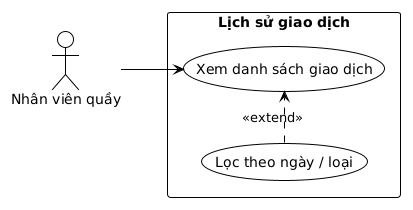 Lịch sử giao dịch
Xem danh sách giao dịch
Nhân viên quầy
«extend»
Lọc theo ngày / loại